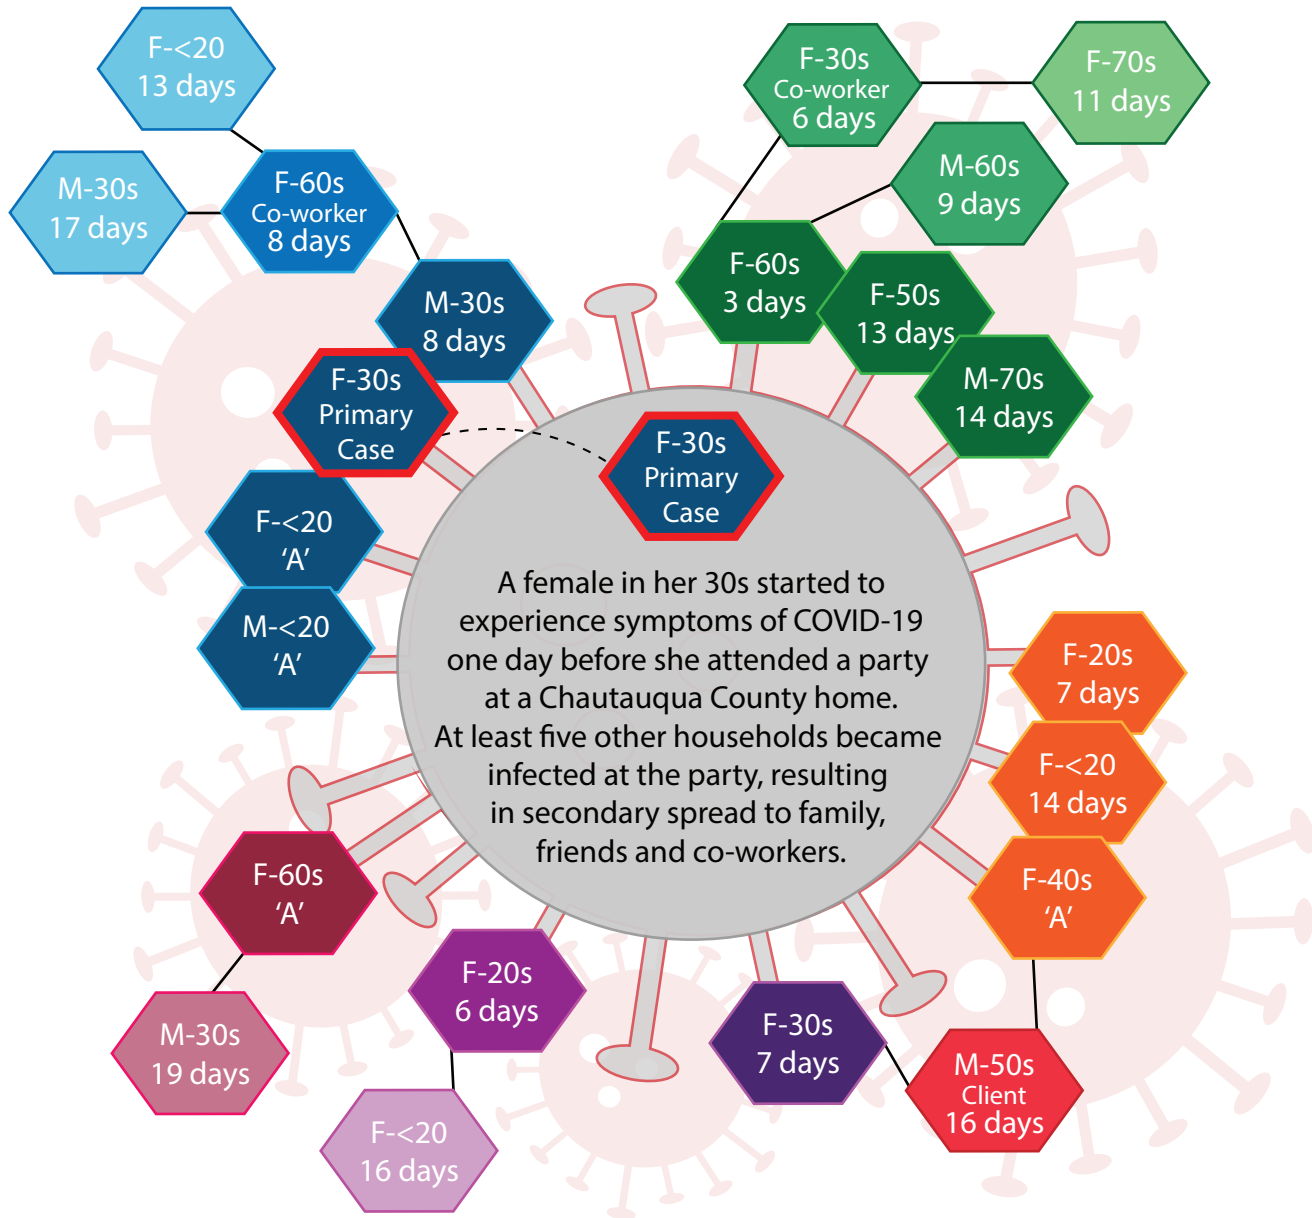 F-<20
13 days
M-30s
17 days
F-60s
Co-worker
8 days
M-30s
8 days
F-30s
Primary
Case
F-<20
‘A’
M-<20
‘A’
F-30s
Co-worker
6 days
F-70s
11 days
M-60s
9 days
F-60s
3 days
F-50s
13 days
M-70s
14 days
F-30s
Primary
Case
A female in her 30s started to
experience symptoms of COVID-19
one day before she attended a party
at a Chautauqua County home.
At least five other households became
infected at the party, resulting
in secondary spread to family,
friends and co-workers.
F-20s
7 days
F-<20
14 days
F-40s
‘A’
F-60s
‘A’
M-30s
19 days
F-20s
6 days
F-<20
16 days
F-30s
7 days
M-50s
Client
16 days